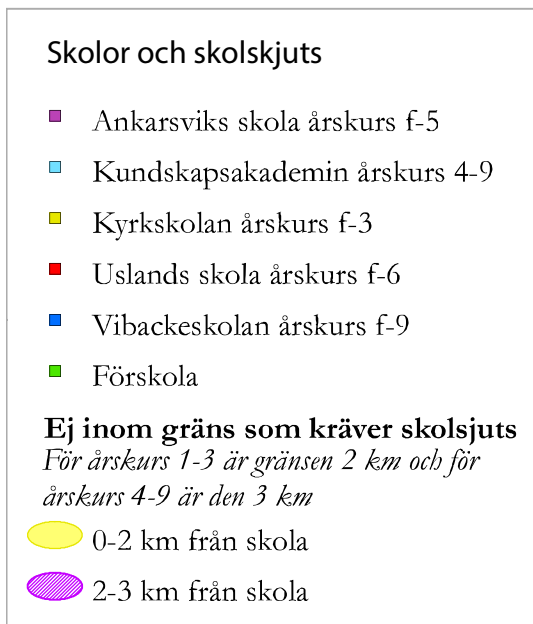 Skolor och skolskjuts
Ankarsviks skola årskurs f-5
Kundskapsakademin årskurs 4-9
Kyrkskolan årskurs f-3
Uslands skola årskurs f-6
Vibackeskolan årskurs f-9
Förskola
Ej inom gräns som kräver skolsjuts
För årskurs 1-3 är gränsen 2 km och för
årskurs 4-9 är den 3 km
0-2 km från skola
2-3 km från skola